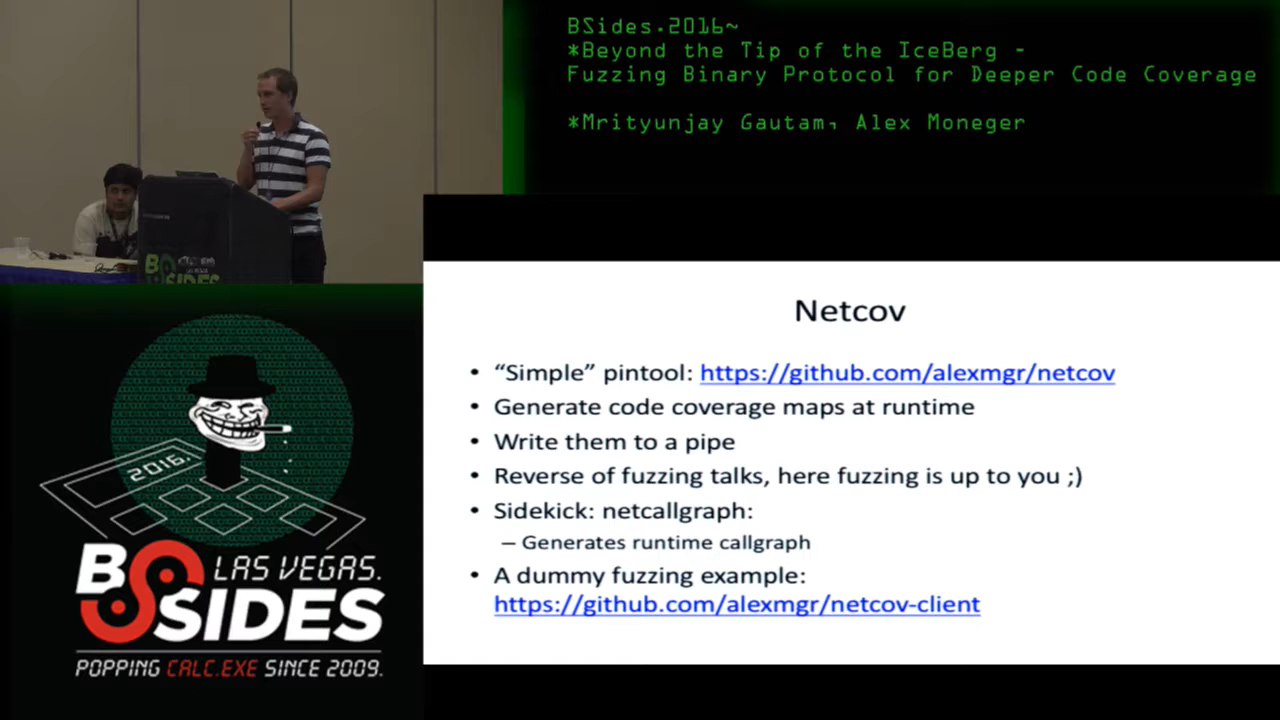 BSides.2016~
*Beyond the Tip of the IceBerg -
Fuzzing Binary Protocol for Deeper Code Coverage
*Mrityunjay Gautam, Alex Moneger
Netcov
• “Simple” pintool: https://github.com/alexmgr/netcov
• Generate code coverage maps at runtime
• Write them to a pipe
• Reverse of fuzzing talks, here fuzzing is up to you ;)
• Sidekick: netcallgraph:
– Generates runtime callgraph
• A dummy fuzzing example:
https://github.com/alexmgr/netcov-client
BSIDES
2016.
BSIDES
LAS VEGAS.
POPPING CALC.EXE SINCE 2009.